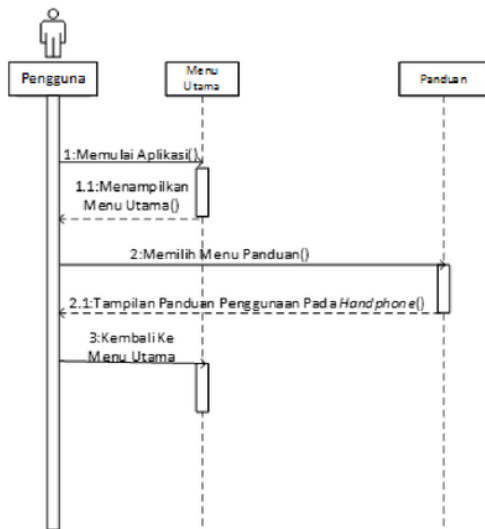 Pengguna
Menu
Utama
Panduan
1:Memulai Aplikasi()
1.1:Menampilkan
Menu Utama()
2:Memilih Menu Panduan()
2.1:Tampilan Panduan Penggunaan Pada Handphone()
3:Kembali Ke
Menu Utama